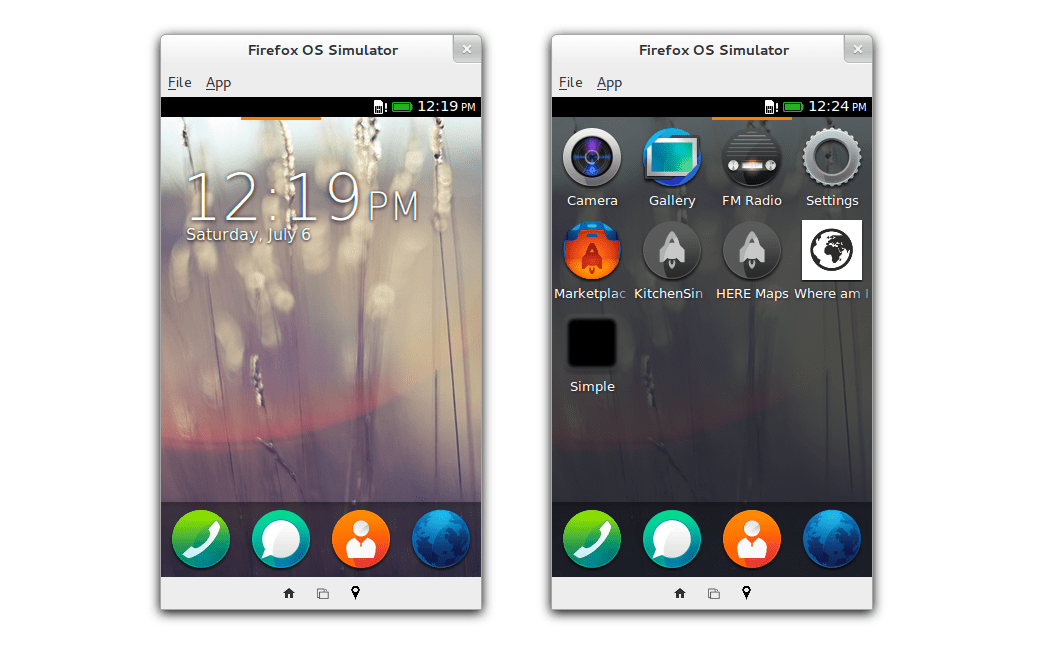 Firefox OS Simulator
File App
12:19 PM
12:19 PM
Saturday, July 6
Firefox OS Simulator
File App
12:24 PM
Camera Gallery FM Radio Settings
Marketplac KitchenSin HERE Maps Where am I
Simple